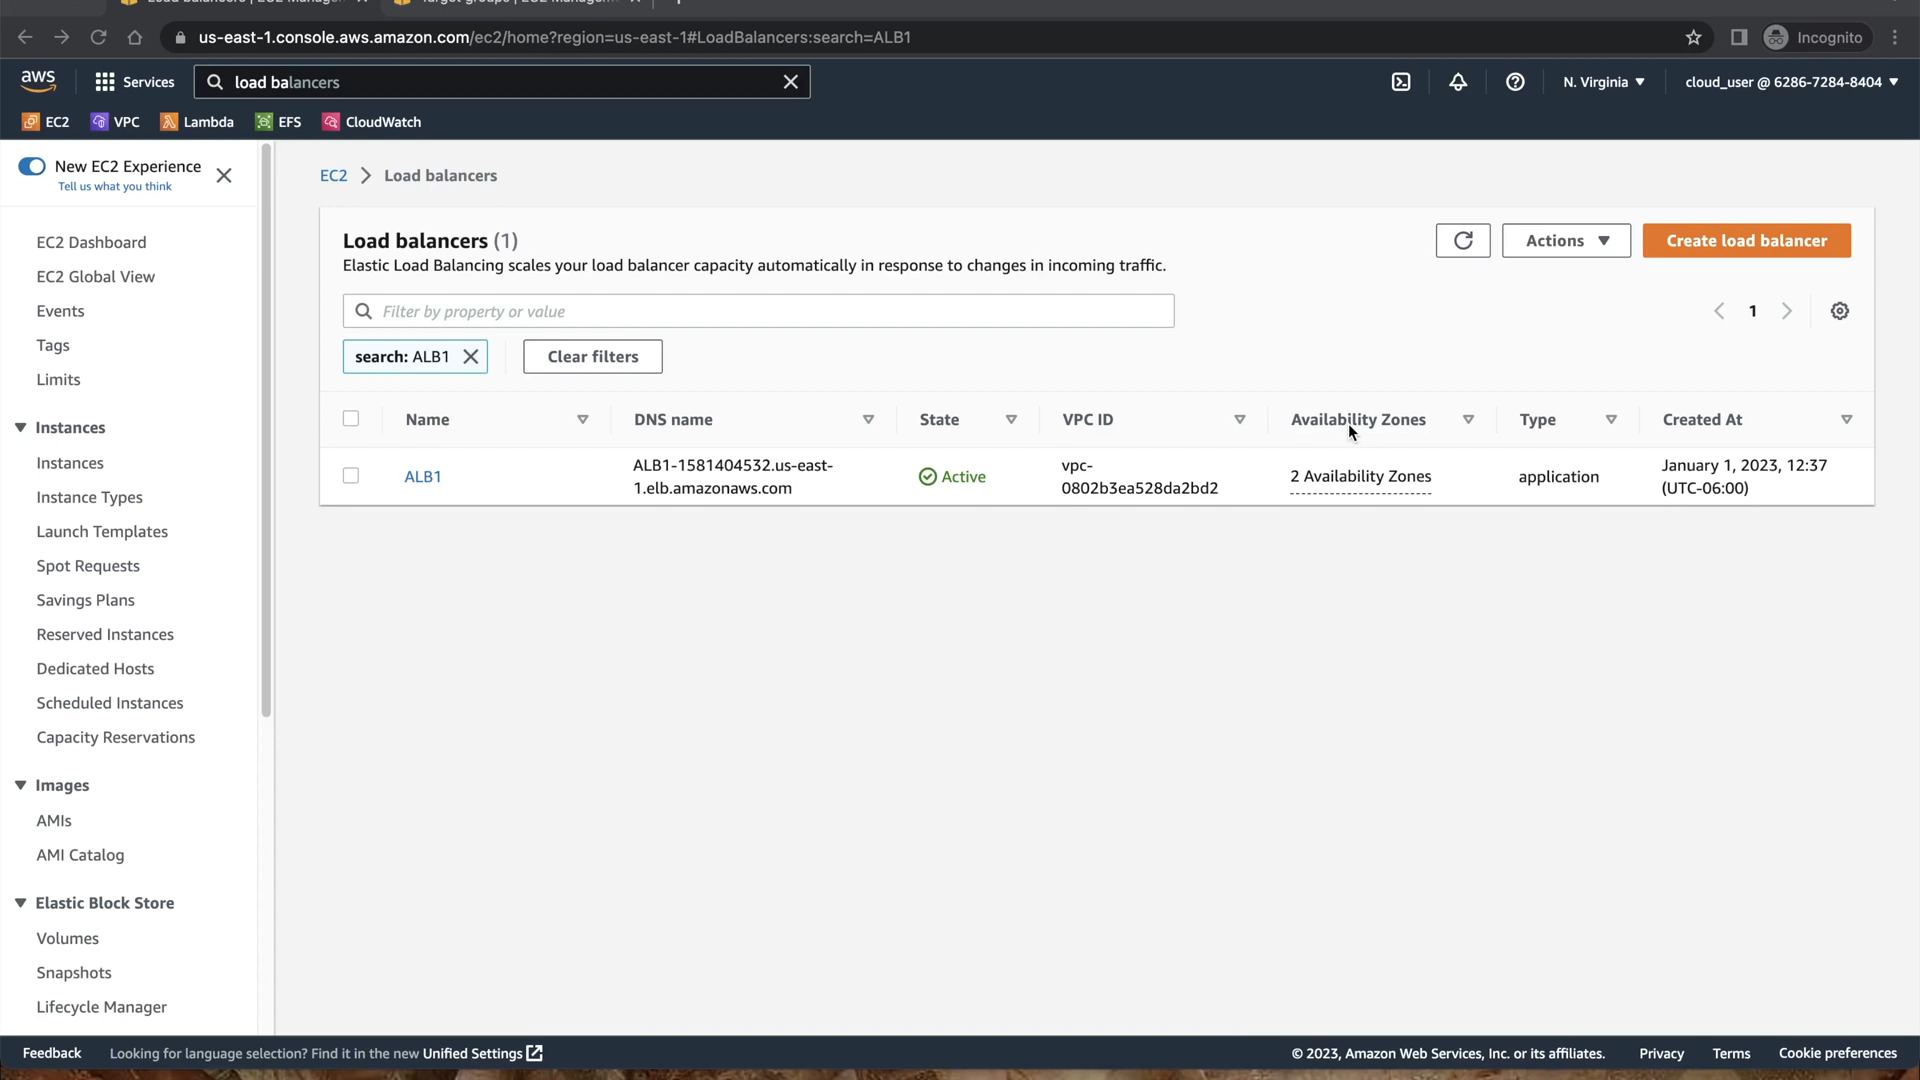 us-east-1.console.aws.amazon.com/ec2/home?region=us-east-1#LoadBalancers:search=ALB1
Incognito
aws
Services
load balancers
N. Virginia
cloud_user @ 6286-7284-8404
EC2
VPC
Lambda
EFS
CloudWatch
New EC2 Experience
Tell us what you think
EC2 Dashboard
EC2 Global View
Events
Tags
Limits
Instances
Instances
Instance Types
Launch Templates
Spot Requests
Savings Plans
Reserved Instances
Dedicated Hosts
Scheduled Instances
Capacity Reservations
Images
AMIs
AMI Catalog
Elastic Block Store
Volumes
Snapshots
Lifecycle Manager
EC2 > Load balancers
Load balancers (1)
Elastic Load Balancing scales your load balancer capacity automatically in response to changes in incoming traffic.
Actions
Create load balancer
Filter by property or value
1
search: ALB1
Clear filters
Name
DNS name
State
VPC ID
Availability Zones
Type
Created At
ALB1
ALB1-1581404532.us-east-
1.elb.amazonaws.com
Active
vpc-
0802b3ea528da2bd2
2 Availability Zones
application
January 1, 2023, 12:37
(UTC-06:00)
Feedback
Looking for language selection? Find it in the new Unified Settings
© 2023, Amazon Web Services, Inc. or its affiliates.
Privacy
Terms
Cookie preferences